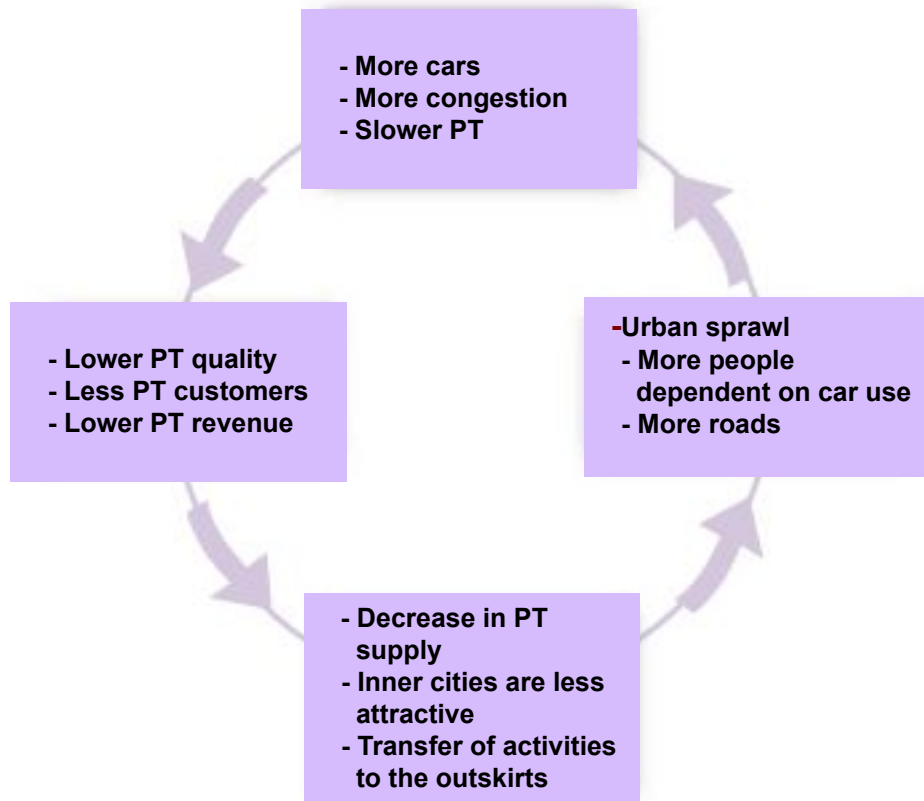 - More cars
- More congestion
- Slower PT
- Lower PT quality
- Less PT customers
- Lower PT revenue
-Urban sprawl
- More people
dependent on car use
- More roads
- Decrease in PT
supply
- Inner cities are less
attractive
- Transfer of activities
to the outskirts